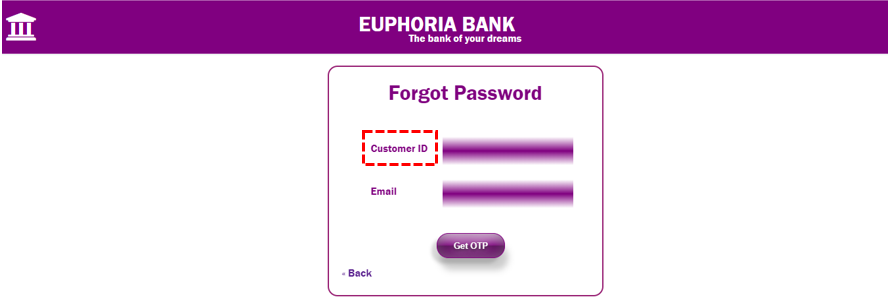 EUPHORIA BANK
The bank of your dreams
Forgot Password
Customer ID
Email
Get OTP
« Back